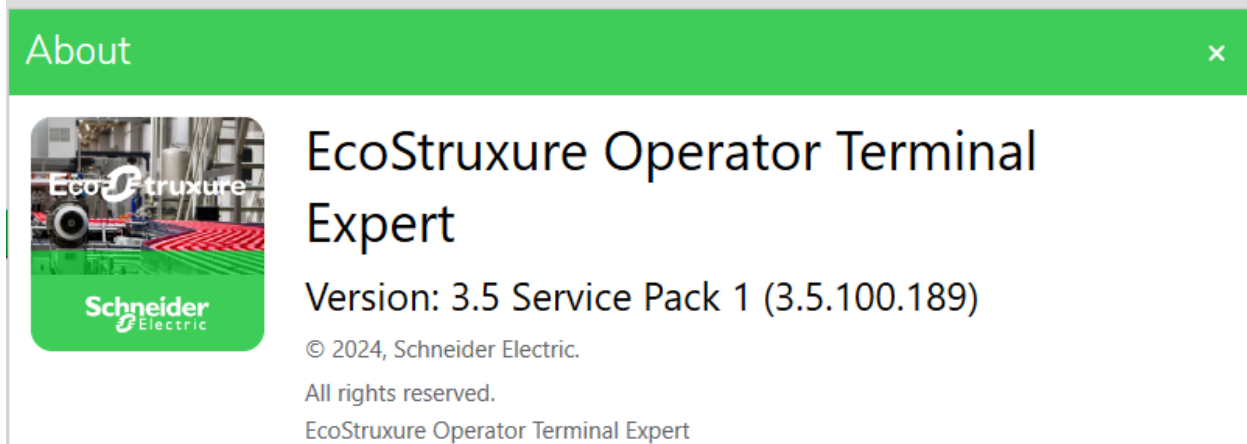 About
×
EcoStruxure
Schneider
Electric
EcoStruxure Operator Terminal
Expert
Version: 3.5 Service Pack 1 (3.5.100.189)
© 2024, Schneider Electric.
All rights reserved.
EcoStruxure Operator Terminal Expert